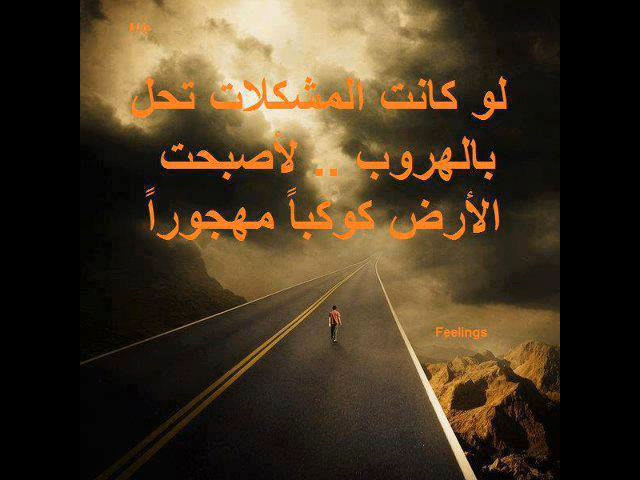 لو كانت المشكلات تحل
بالهروب .. لأصبحت
الأرض كوكباً مهجوراً
Feelings